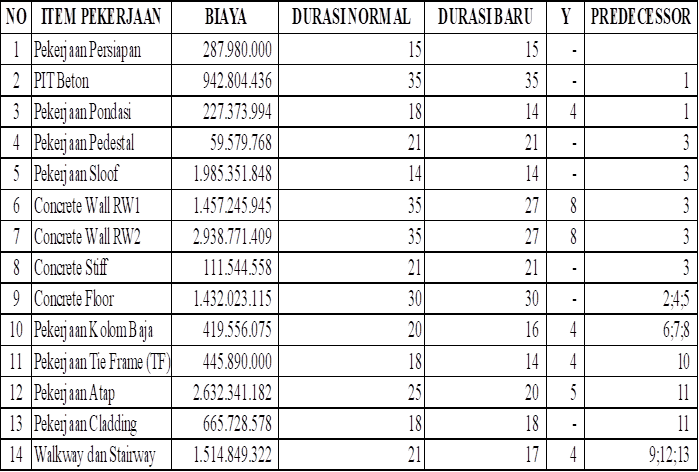 NO ITEM PEKERJAAN BIAYA DURASI NORMAL DURASI BARU Y PREDECESSOR
1 Pekerjaan Persiapan 287.980.000 15 15 -
2 PIT Beton 942.804.436 35 35 - 1
3 Pekerjaan Pondasi 227.373.994 18 14 4 1
4 Pekerjaan Pedestal 59.579.768 21 21 - 3
5 Pekerjaan Sloof 1.985.351.848 14 14 - 3
6 Concrete Wall RW1 1.457.245.945 35 27 8 3
7 Concrete Wall RW2 2.938.771.409 35 27 8 3
8 Concrete Stiff 111.544.558 21 21 - 3
9 Concrete Floor 1.432.023.115 30 30 - 2;4;5
10 Pekerjaan Kolom Baja 419.556.075 20 16 4 6;7;8
11 Pekerjaan Tie Frame (TF) 445.890.000 18 14 4 10
12 Pekerjaan Atap 2.632.341.182 25 20 5 11
13 Pekerjaan Cladding 665.728.578 18 18 - 11
14 Walkway dan Stairway 1.514.849.322 21 17 4 9;12;13